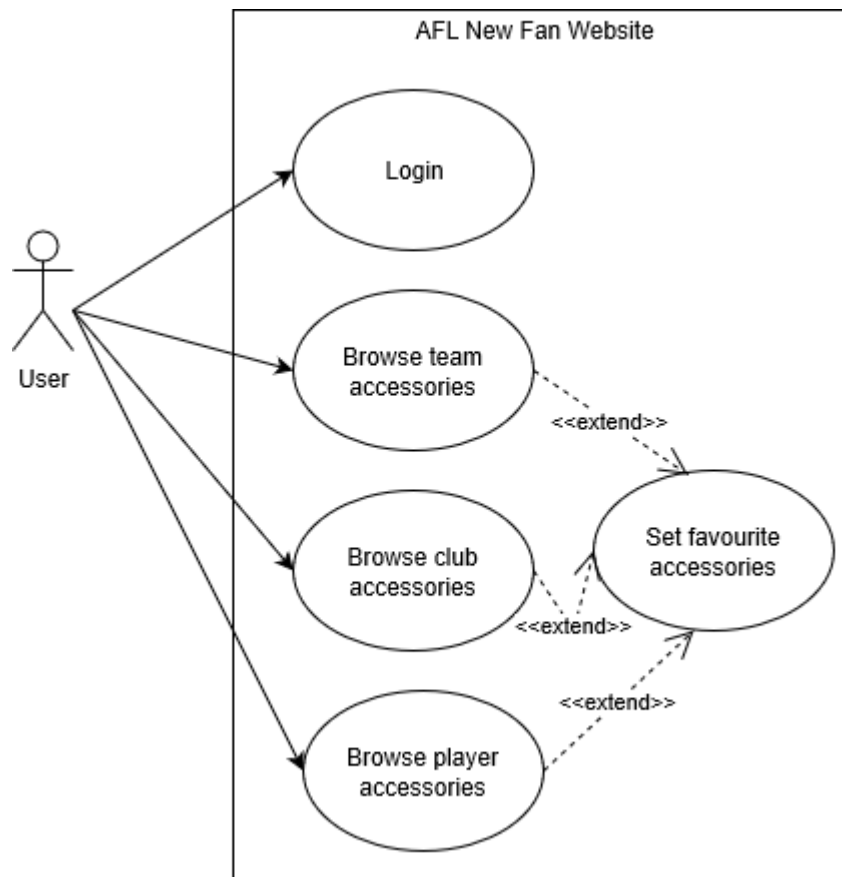 AFL New Fan Website
Login
User
Browse team
accessories
<<extend>>
Set favourite
accessories
Browse club
accessories
<<extend>>
<<extend>>
Browse player
accessories